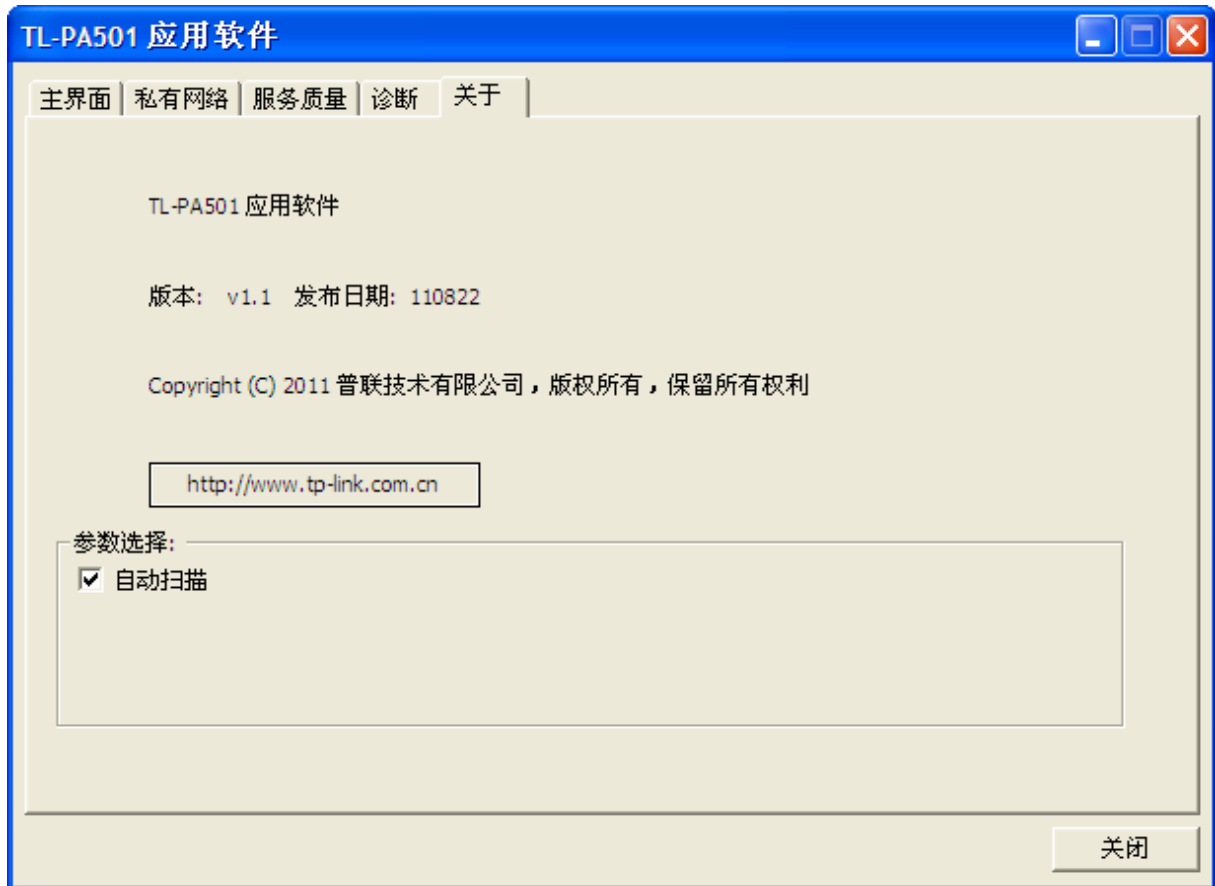 TL-PA501 应用软件
主界面 私有网络 服务质量 诊断 关于
TL-PA501 应用软件
版本: v1.1 发布日期: 110822
Copyright (C) 2011 普联技术有限公司，版权所有，保留所有权利
http://www.tp-link.com.cn
参数选择:
自动扫描
关闭